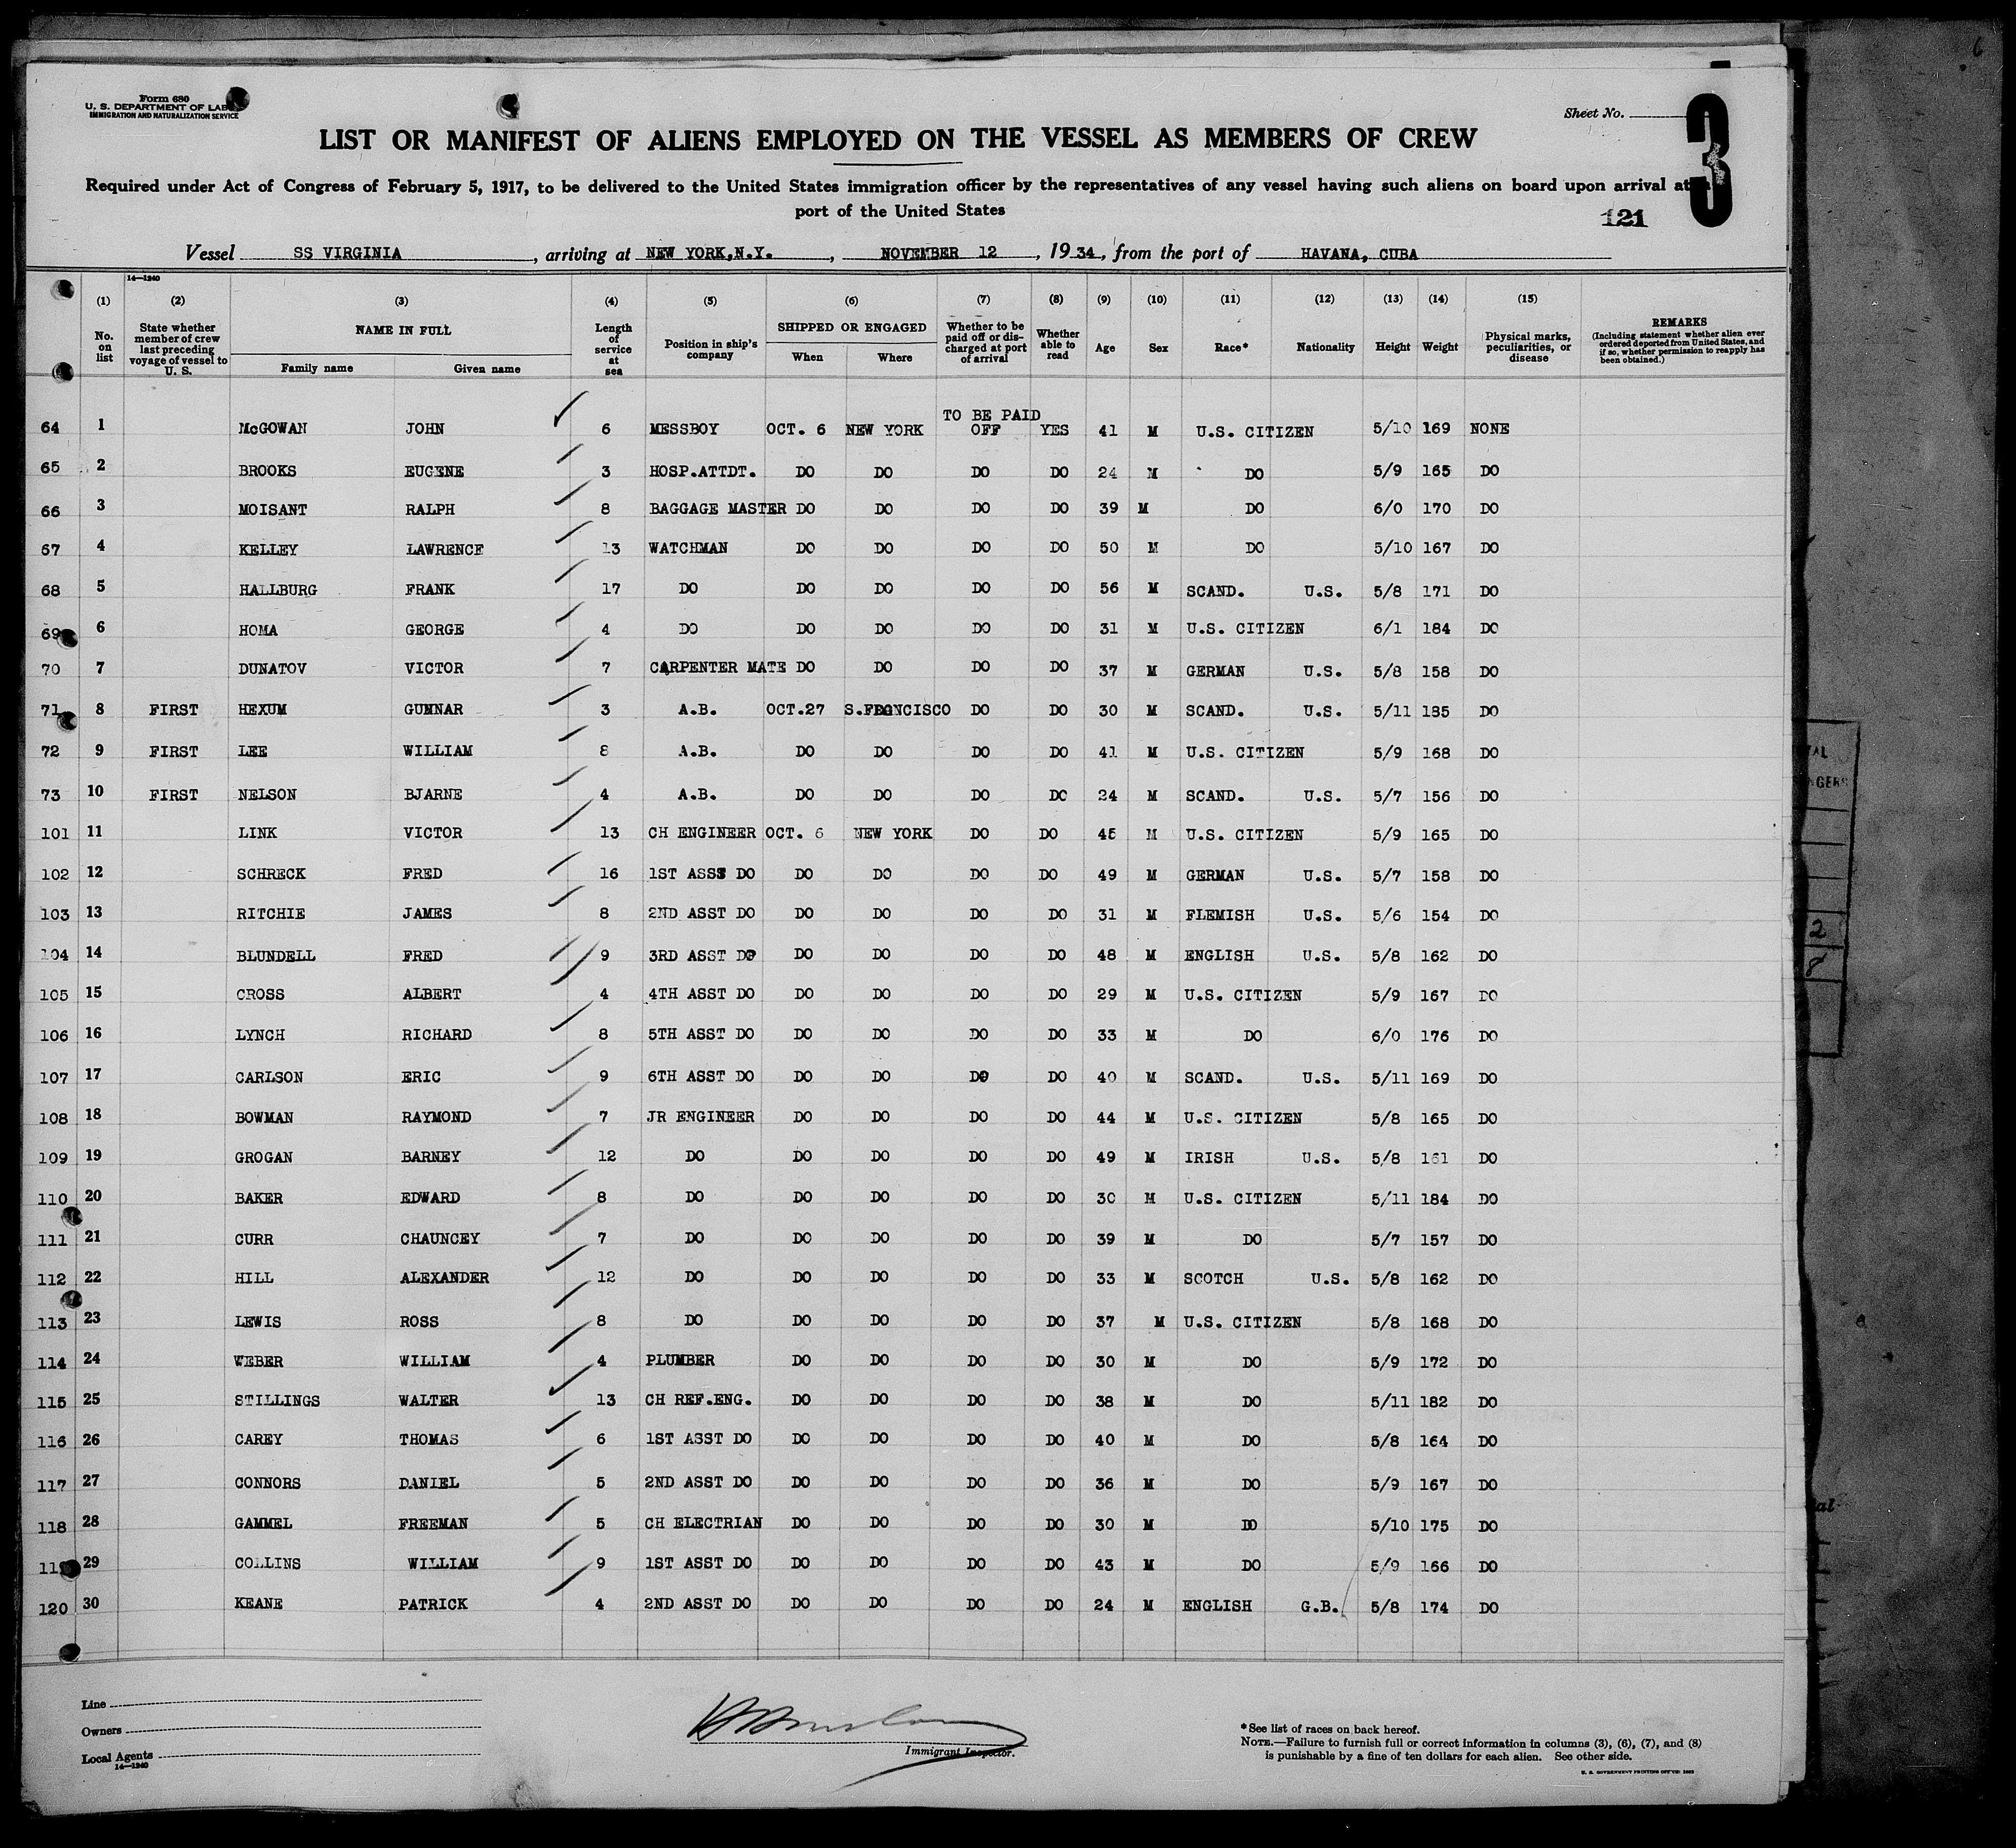 Form 680
U. S. DEPARTMENT OF LAB
IMMIGRATION AND NATURALIZATION SERVICE
Sheet No.
3
LIST OR MANIFEST OF ALIENS EMPLOYED ON THE VESSEL AS MEMBERS OF CREW
Required under Act of Congress of February 5, 1917, to be delivered to the United States immigration officer by the representatives of any vessel having such aliens on board upon arrival at
port of the United States
121
Vessel SS VIRGINIA, arriving at NEW YORK,N.Y., NOVEMBER 12, 1934, from the port of HAVANA, CUBA
14—1240
(1) (2) (3) (4) (5) (6) (7) (8) (9) (10) (11) (12) (13) (14) (15)
No. on list State whether member of crew last preceding voyage of vessel to U. S. NAME IN FULL Family name Given name Length of service at sea Position in ship's company SHIPPED OR ENGAGED When Where Whether to be paid off or discharged at port of arrival Whether able to read Age Sex Race* Nationality Height Weight Physical marks, peculiarities, or disease REMARKS (Including statement whether alien ever ordered deported from United States, and if so, whether permission to reapply has been obtained.)
64 1 McGOWAN JOHN 6 MESSBOY OCT. 6 NEW YORK TO BE PAID OFF YES 41 M U.S. CITIZEN 5/10 169 NONE
65 2 BROOKS EUGENE 3 HOSP.ATTDT. DO DO DO DO 24 M DO 5/9 165 DO
66 3 MOISANT RALPH 8 BAGGAGE MASTER DO DO DO DO 39 M DO 6/0 170 DO
67 4 KELLEY LAWRENCE 13 WATCHMAN DO DO DO DO 50 M DO 5/10 167 DO
68 5 HALLBURG FRANK 17 DO DO DO DO DO 56 M SCAND. U.S. 5/8 171 DO
69 6 HOMA GEORGE 4 DO DO DO DO DO 31 M U.S. CITIZEN 6/1 184 DO
70 7 DUNATOV VICTOR 7 CARPENTER MATE DO DO DO DO 37 M GERMAN U.S. 5/8 158 DO
71 8 FIRST HEXUM GUNNAR 3 A.B. OCT.27 DO DO 30 M SCAND. U.S. 5/11 185 DO
72 9 FIRST LEE WILLIAM 8 A.B. DO DO DO DO 41 M U.S. CITIZEN 5/9 168 DO
73 10 FIRST NELSON BJARNE 4 A.B. DO DO DO DO 24 M SCAND. U.S. 5/7 156 DO
101 11 LINK VICTOR 13 CH ENGINEER OCT. 6 NEW YORK DO DO 45 M U.S. CITIZEN 5/9 165 DO
102 12 SCHRECK FRED 16 1ST ASST DO DO DO DO DO 49 M GERMAN U.S. 5/7 158 DO
103 13 RITCHIE JAMES 8 2ND ASST DO DO DO DO DO 31 M FLEMISH U.S. 5/6 154 DO
104 14 BLUNDELL FRED 9 3RD ASST DO DO DO DO DO 48 M ENGLISH U.S. 5/8 162 DO
105 15 CROSS ALBERT 4 4TH ASST DO DO DO DO DO 29 M U.S. CITIZEN 5/9 167 DO
106 16 LYNCH RICHARD 8 5TH ASST DO DO DO DO DO 33 M DO 6/0 176 DO
107 17 CARLSON ERIC 9 6TH ASST DO DO DO DO DO 40 M SCAND. U.S. 5/11 169 DO
108 18 BOWMAN RAYMOND 7 JR ENGINEER DO DO DO DO 44 M U.S. CITIZEN 5/8 165 DO
109 19 GROGAN BARNEY 12 DO DO DO DO DO 49 M IRISH U.S. 5/8 161 DO
110 20 BAKER EDWARD 8 DO DO DO DO DO 30 M U.S. CITIZEN 5/11 184 DO
111 21 CURR CHAUNCEY 7 DO DO DO DO DO 39 M DO 5/7 157 DO
112 22 HILL ALEXANDER 12 DO DO DO DO DO 33 M SCOTCH U.S. 5/8 162 DO
113 23 LEWIS ROSS 8 DO DO DO DO DO 37 M U.S. CITIZEN 5/8 168 DO
114 24 WEBER WILLIAM 4 PLUMBER DO DO DO DO 30 M DO 5/9 172 DO
115 25 STILLINGS WALTER 13 CH REF.ENG. DO DO DO DO 38 M DO 5/11 182 DO
116 26 CAREY THOMAS 6 1ST ASST DO DO DO DO DO 40 M DO 5/8 164 DO
117 27 CONNORS DANIEL 5 2ND ASST DO DO DO DO DO 36 M DO 5/9 167 DO
118 28 GAMMEL FREEMAN 5 CH ELECTRIAN DO DO DO DO 30 M DO 5/10 175 DO
119 29 COLLINS WILLIAM 9 1ST ASST DO DO DO DO DO 43 M DO 5/9 166 DO
120 30 KEANE PATRICK 4 2ND ASST DO DO DO DO DO 24 M ENGLISH G.B. 5/8 174 DO
Line
Owners
Local Agents
14—1240
Immigrant Inspector.
*See list of races on back hereof.
NOTE.—Failure to furnish full or correct information in columns (3), (6), (7), and (8)
is punishable by a fine of ten dollars for each alien. See other side.